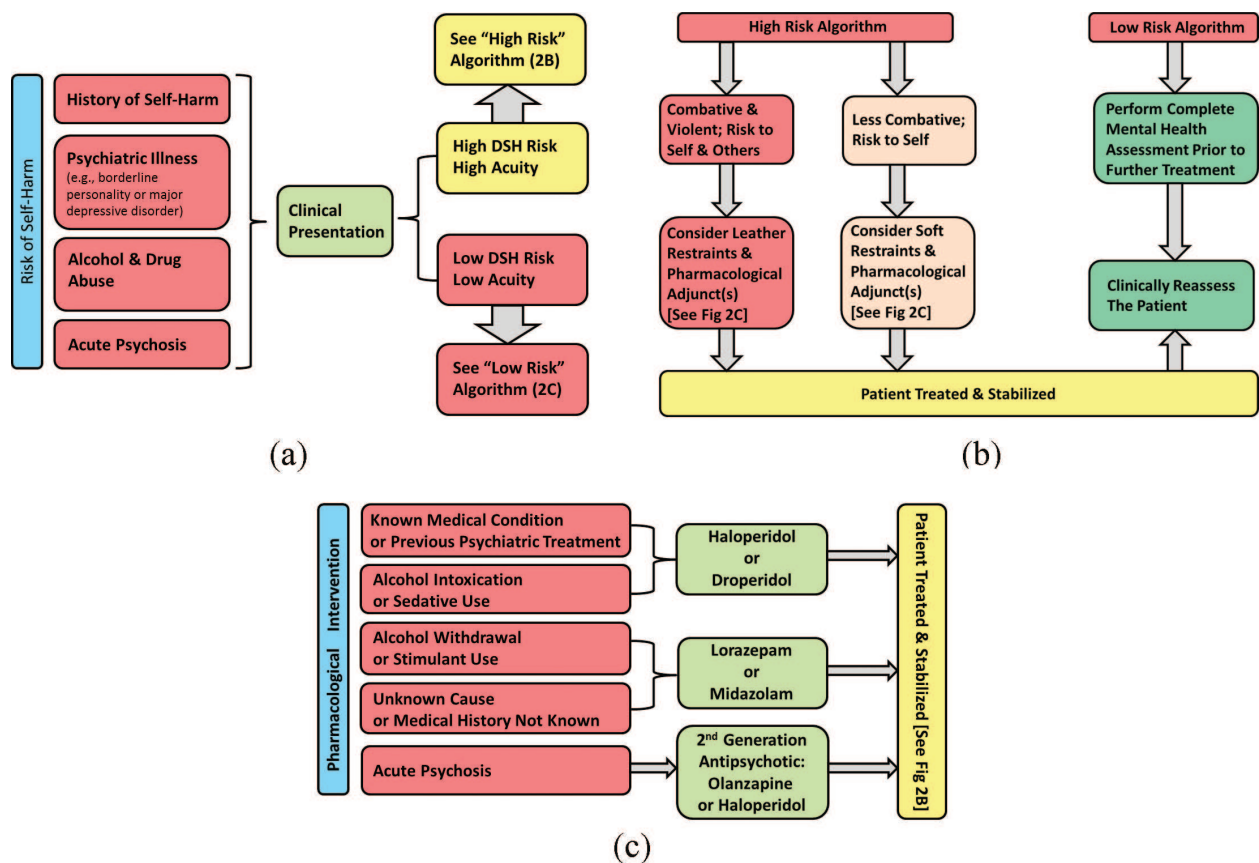 Risk of Self-Harm
History of Self-Harm
Psychiatric Illness
(e.g., borderline
personality or major
depressive disorder)
Alcohol & Drug
Abuse
Acute Psychosis
Clinical
Presentation
See “High Risk”
Algorithm (2B)
High DSH Risk
High Acuity
Low DSH Risk
Low Acuity
See “Low Risk”
Algorithm (2C)
(a)
High Risk Algorithm
Combative &
Violent; Risk to
Self & Others
Consider Leather
Restraints &
Pharmacological
Adjunct(s)
[See Fig 2C]
Less Combative;
Risk to Self
Consider Soft
Restraints &
Pharmacological
Adjunct(s)
[See Fig 2C]
Low Risk Algorithm
Perform Complete
Mental Health
Assessment Prior to
Further Treatment
Clinically Reassess
The Patient
Patient Treated & Stabilized
(b)
Pharmacological Intervention
Known Medical Condition
or Previous Psychiatric Treatment
Alcohol Intoxication
or Sedative Use
Haloperidol
or
Droperidol
Alcohol Withdrawal
or Stimulant Use
Unknown Cause
or Medical History Not Known
Lorazepam
or
Midazolam
Acute Psychosis
2nd Generation
Antipsychotic:
Olanzapine
or Haloperidol
Patient Treated & Stabilized [See Fig 2B]
(c)